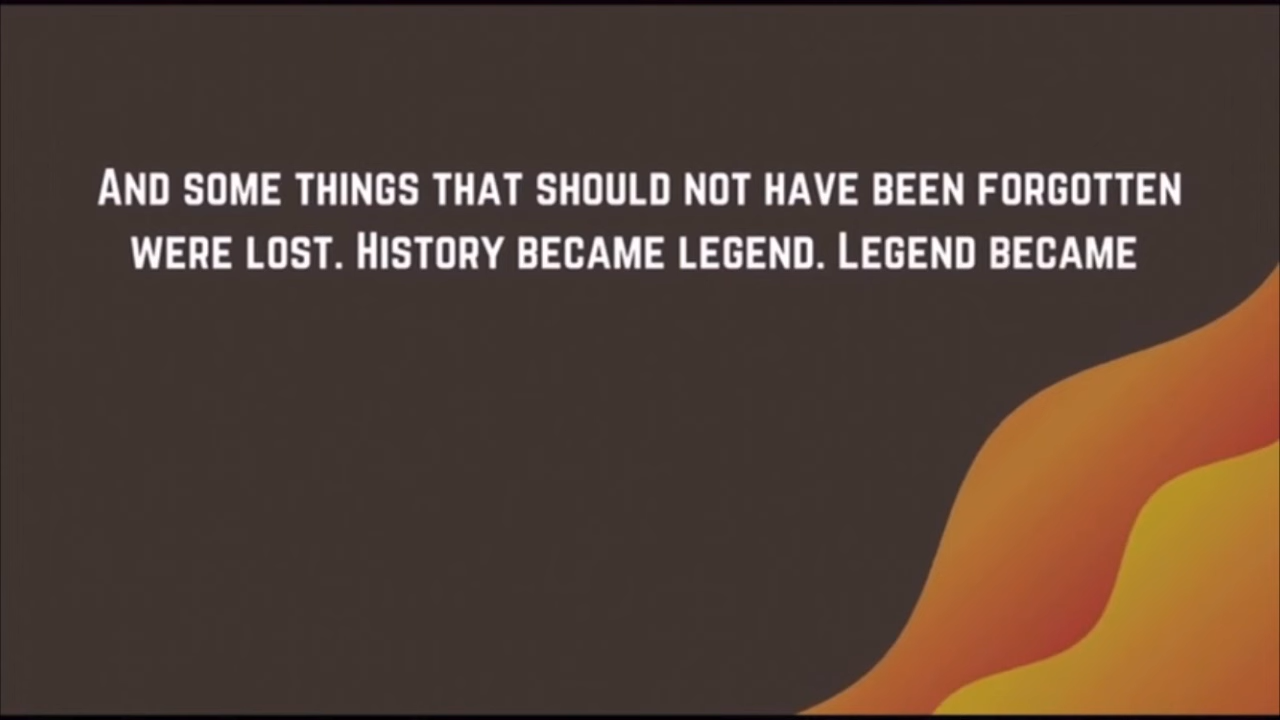 And some things that should not have been forgotten
were lost. History became legend. Legend became